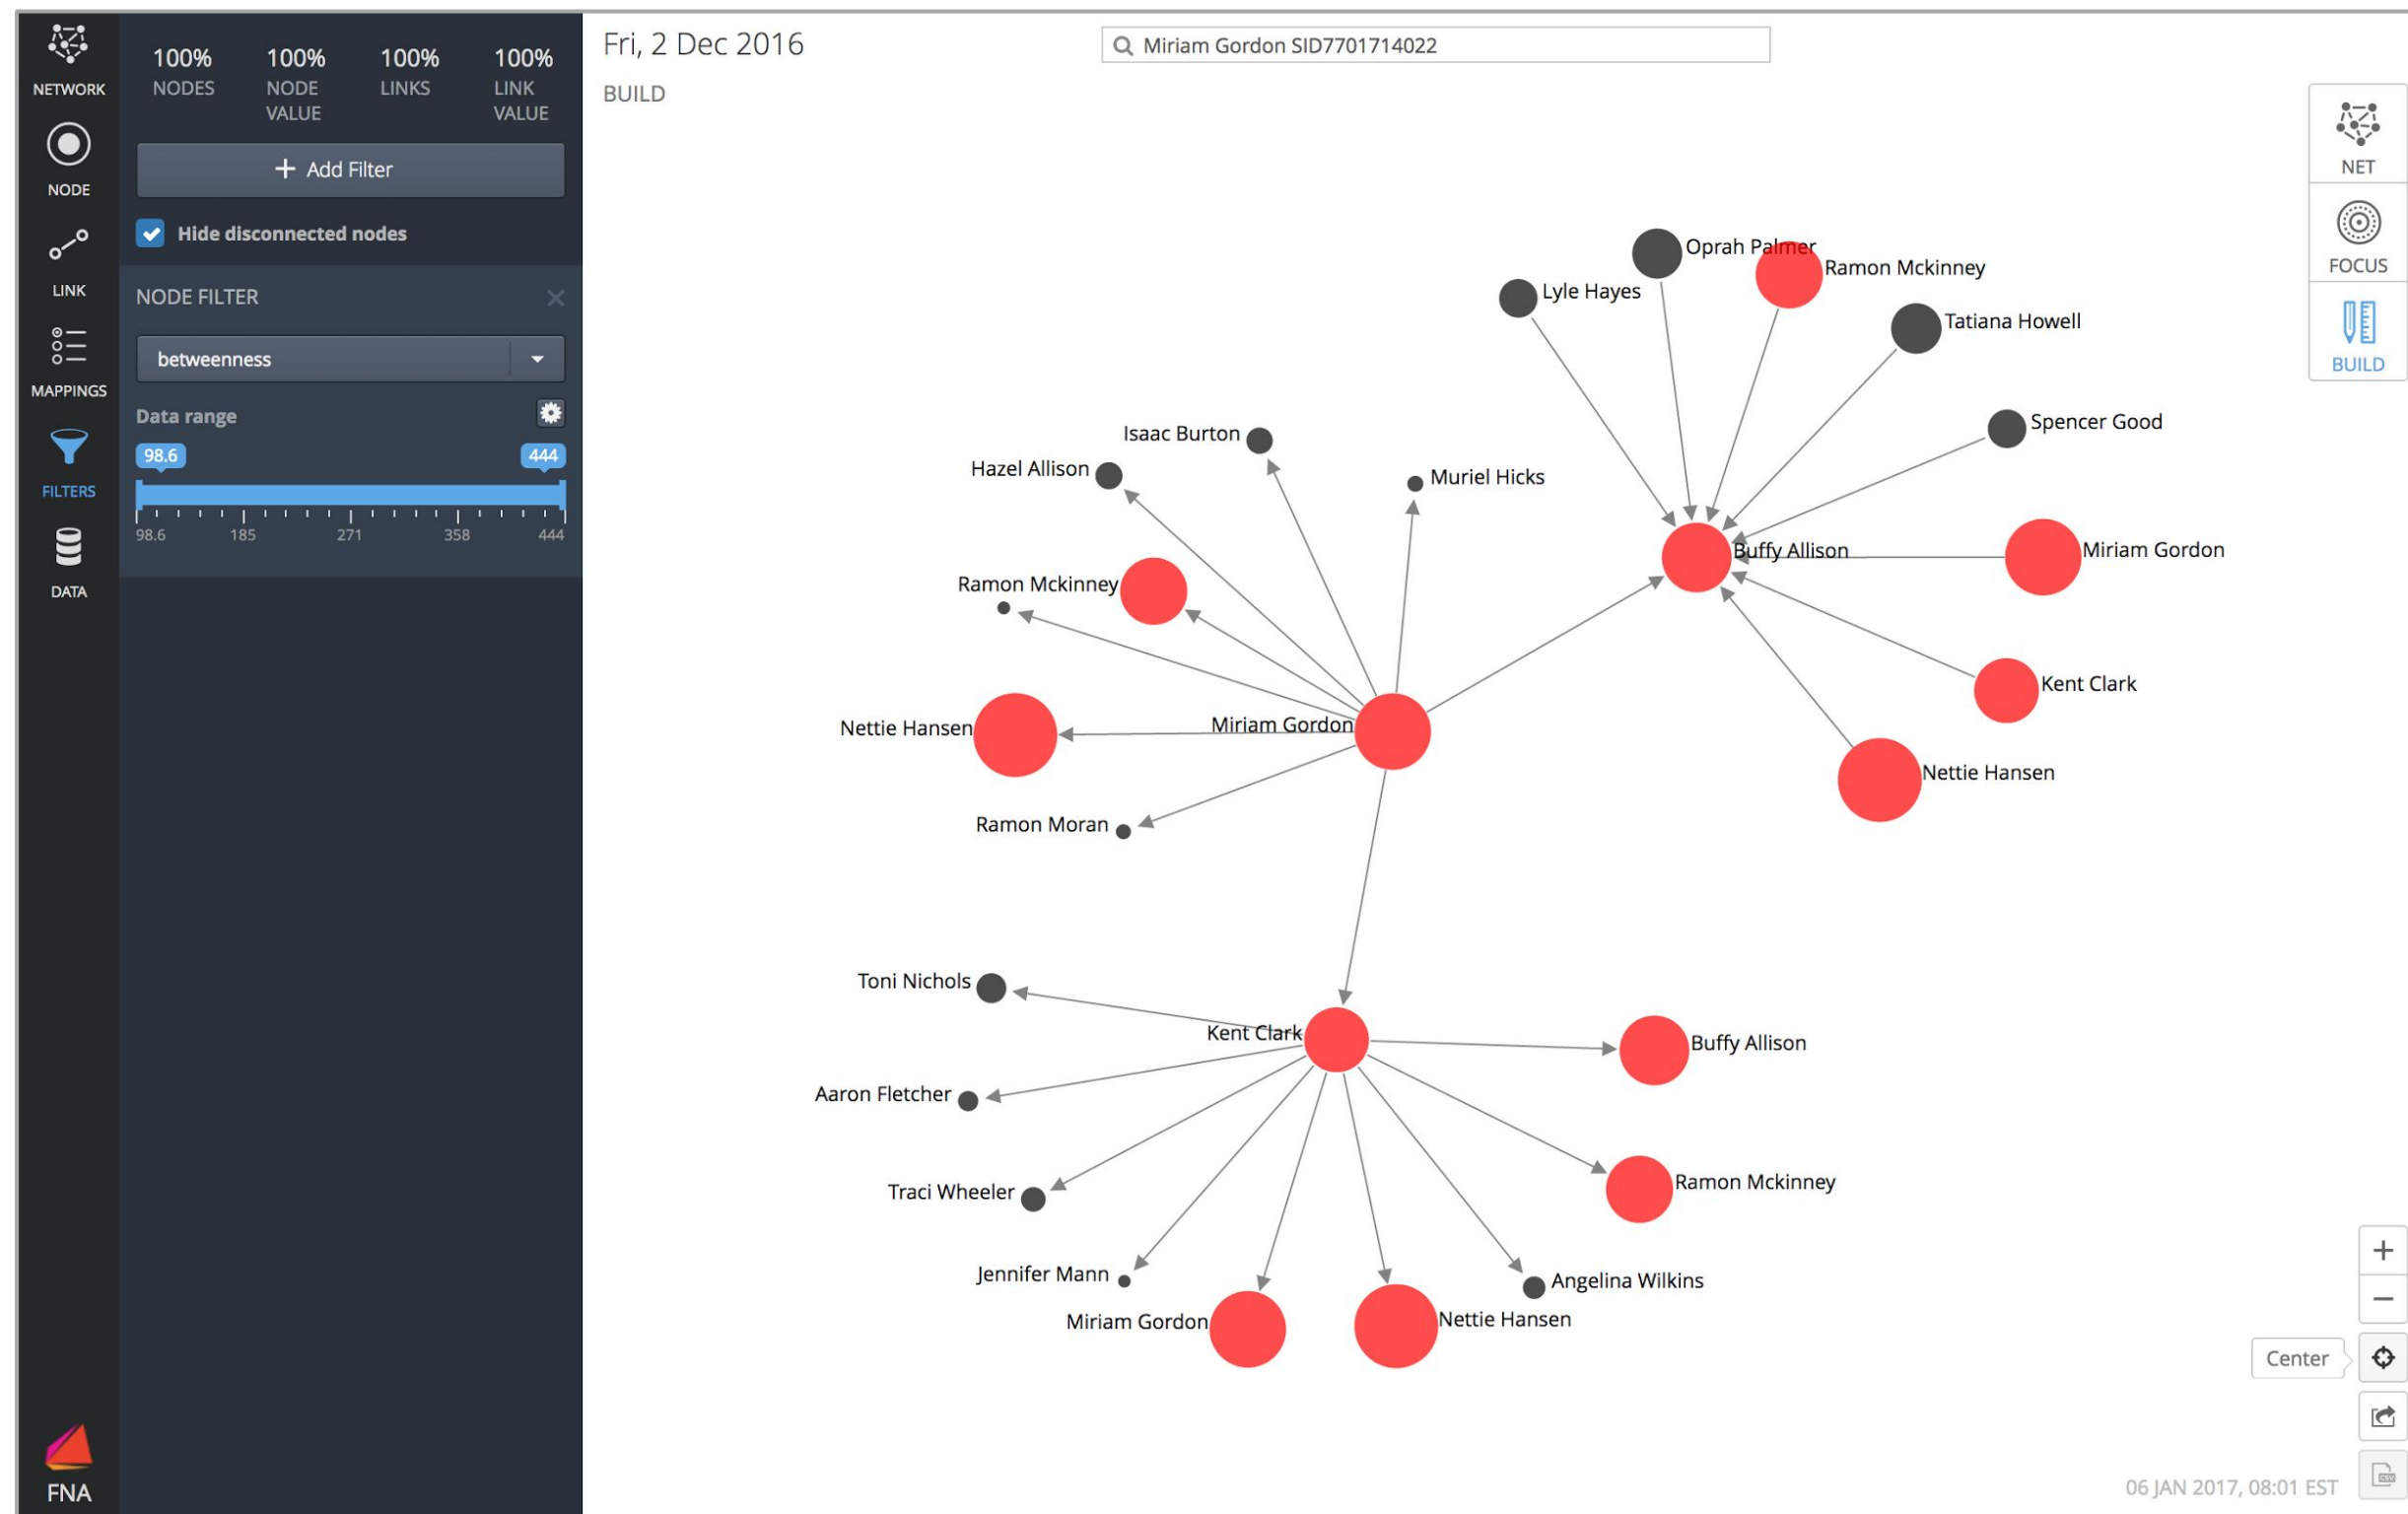 NETWORK
NODE
LINK
MAPPINGS
FILTERS
DATA
FNA
100%
NODES
100%
NODE
VALUE
100%
LINKS
100%
LINK
VALUE
+ Add Filter
Hide disconnected nodes
NODE FILTER
betweenness
Data range
98.6
444
98.6 185 271 358 444
Fri, 2 Dec 2016
BUILD
Miriam Gordon SID7701714022
NET
FOCUS
BUILD
Oprah Palmer
Ramon Mckinney
Lyle Hayes
Tatiana Howell
Spencer Good
Isaac Burton
Hazel Allison
Muriel Hicks
Buffy Allison
Miriam Gordon
Ramon Mckinney
Kent Clark
Nettie Hansen
Miriam Gordon
Nettie Hansen
Ramon Moran
Toni Nichols
Kent Clark
Buffy Allison
Aaron Fletcher
Traci Wheeler
Ramon Mckinney
Jennifer Mann
Angelina Wilkins
Miriam Gordon
Nettie Hansen
Center
06 JAN 2017, 08:01 EST
CSV